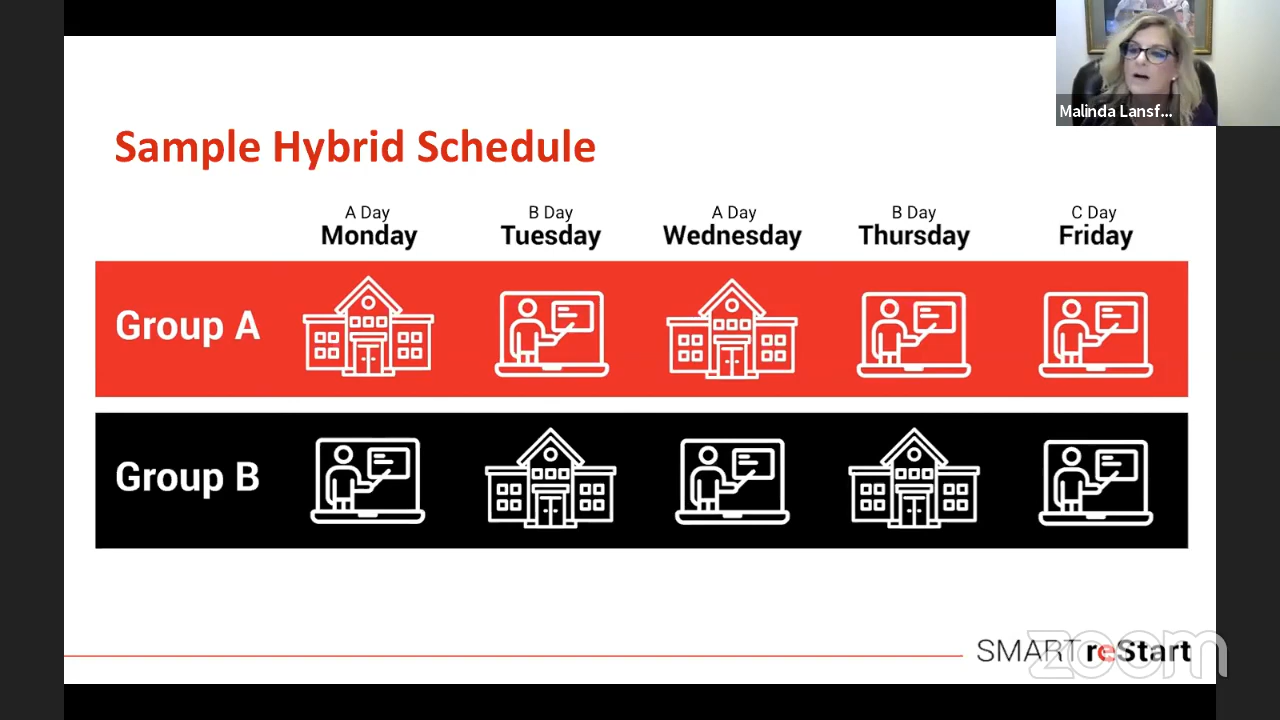 Malinda Lansf...
Sample Hybrid Schedule
A Day
Monday
B Day
Tuesday
A Day
Wednesday
B Day
Thursday
C Day
Friday
Group A
Group B
SMART reStart
zoom